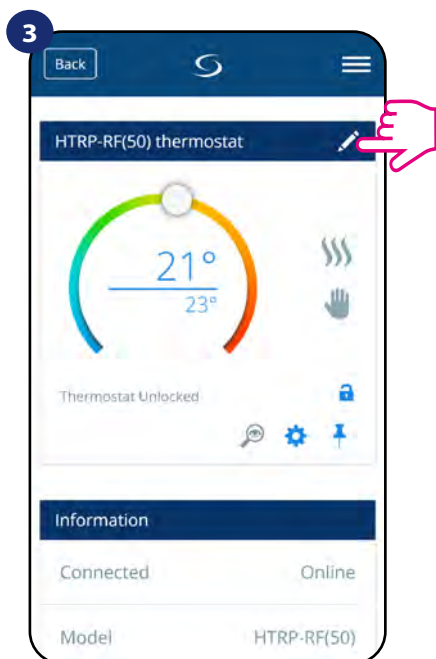 3
Back
HTRP-RF(50) thermostat
21°
23°
Thermostat Unlocked
Information
Connected Online
Model HTRP-RF(50)